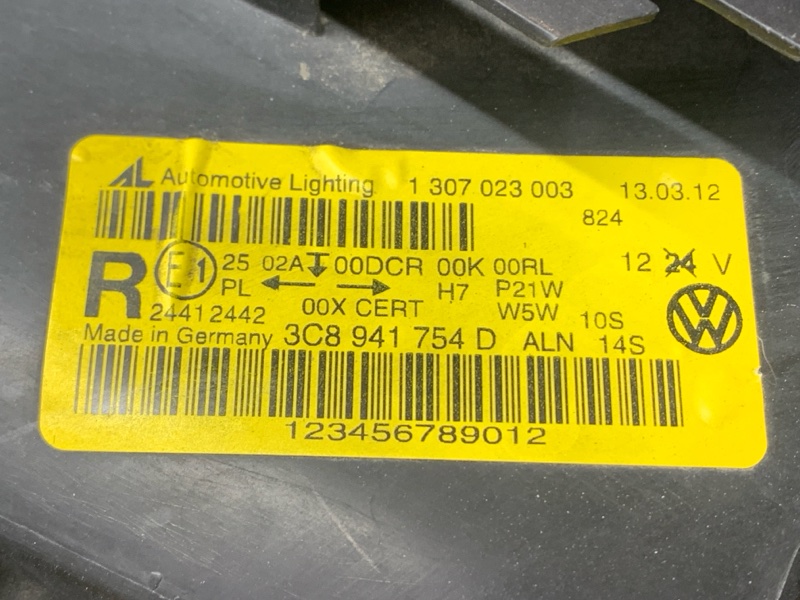 AL Automotive Lighting 1 307 023 003 13.03.12
824
R E1 25 02A 00DCR 00K 00RL 12 24 V
PL H7 P21W
24412442 00X CERT W5W 10S
Made in Germany 3C8 941 754 D ALN 14S
VW
123456789012